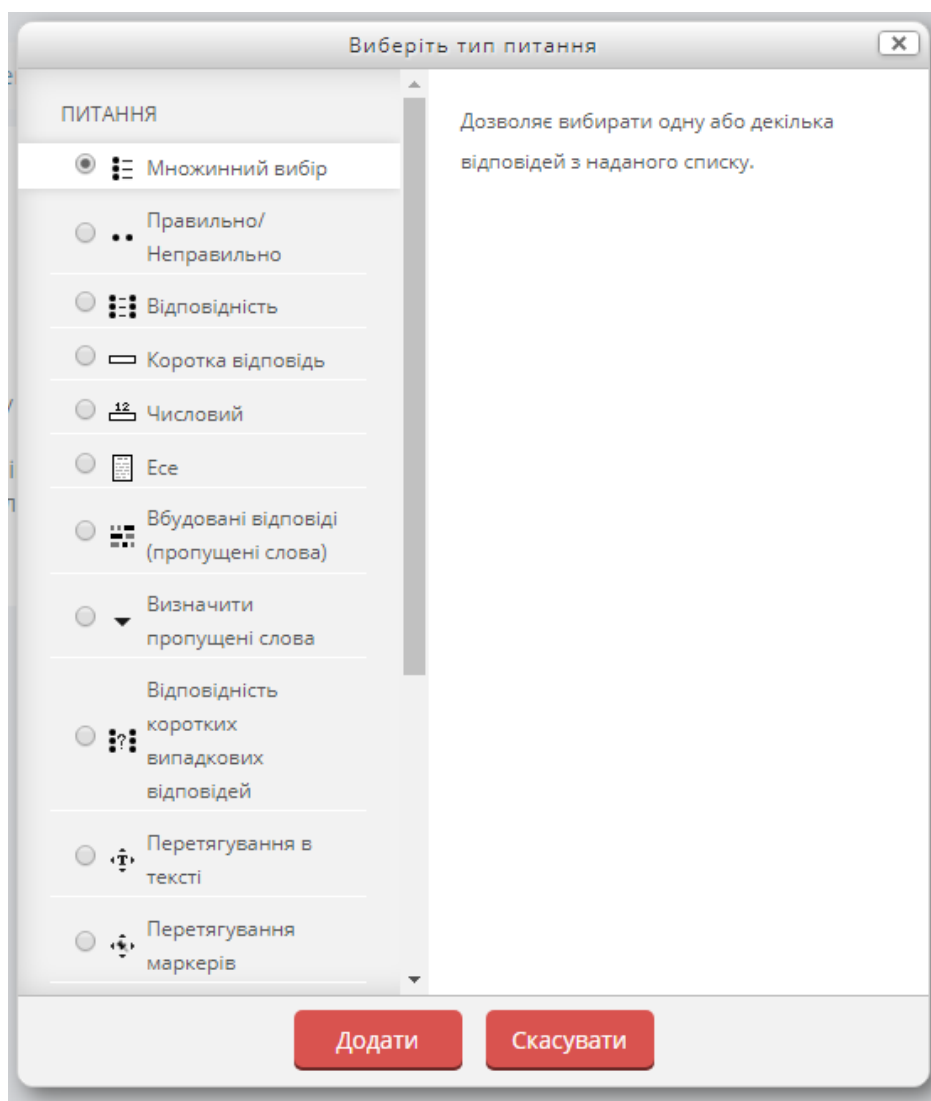 Виберіть тип питання
ПИТАННЯ
Множинний вибір
Правильно/
Неправильно
Відповідність
Коротка відповідь
12
Числовий
Есе
Вбудовані відповіді
(пропущені слова)
Визначити
пропущені слова
Відповідність
коротких
випадкових
відповідей
Перетягування в
тексті
Перетягування
маркерів
Дозволяє вибирати одну або декілька
відповідей з наданого списку.
Додати
Скасувати